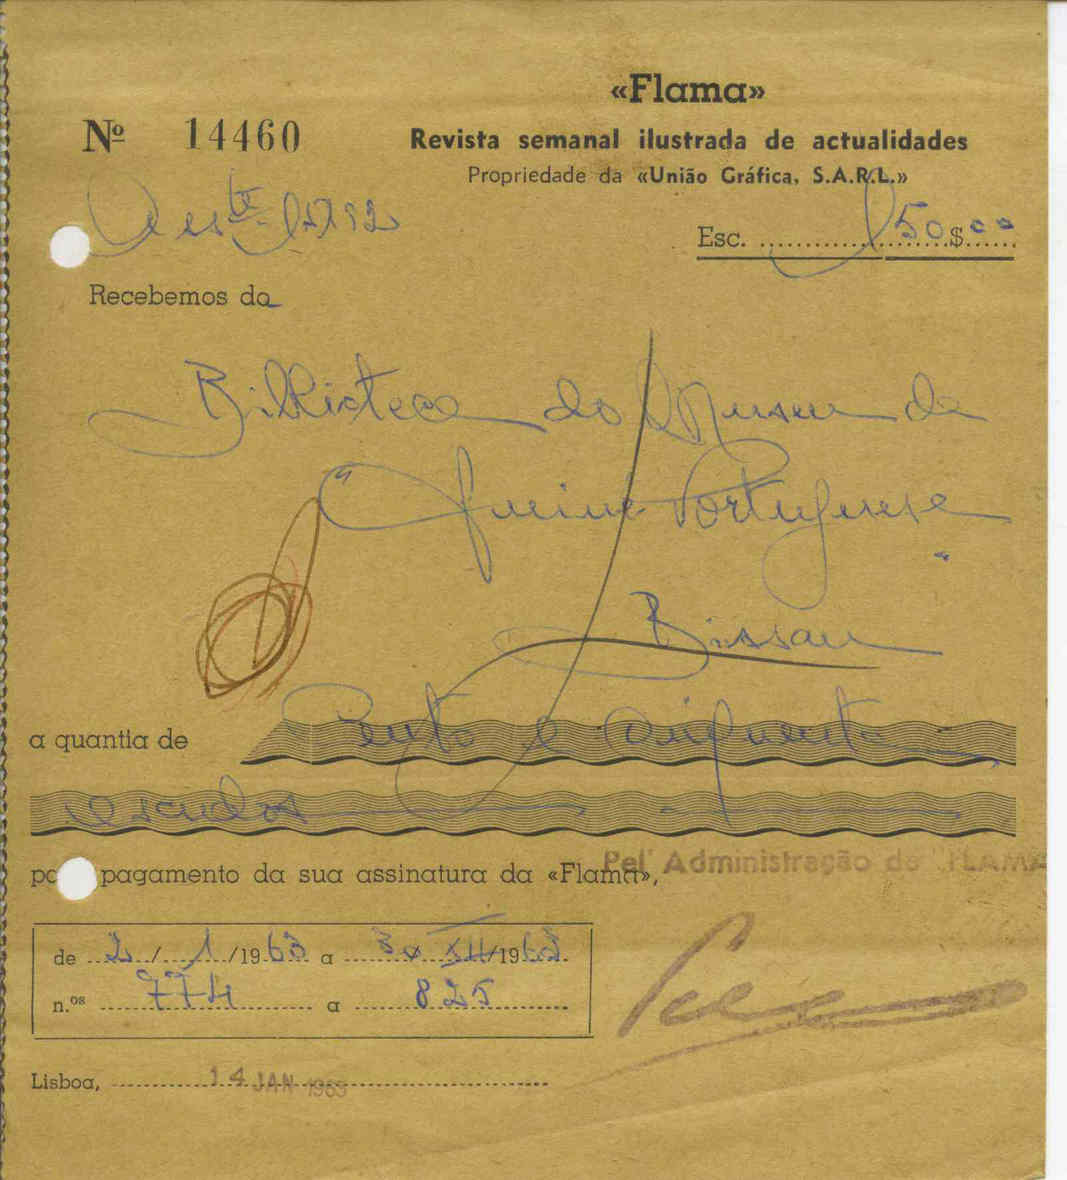 «Flama»
Nº 14460
Revista semanal ilustrada de actualidades
Propriedade da «União Gráfica, S.A.R.L.»
Esc. 150$00
Recebemos da
Biblioteca do Museu da
Guiné Portuguesa
Bissau
a quantia de Cento e cinquenta
escudos
pagamento da sua assinatura da «Flama»,
Pel' Administração da FLAMA
de 2/1/1963 a 30 XII/1963
n.os 774 a 825
Lisboa, 14 JAN 1963